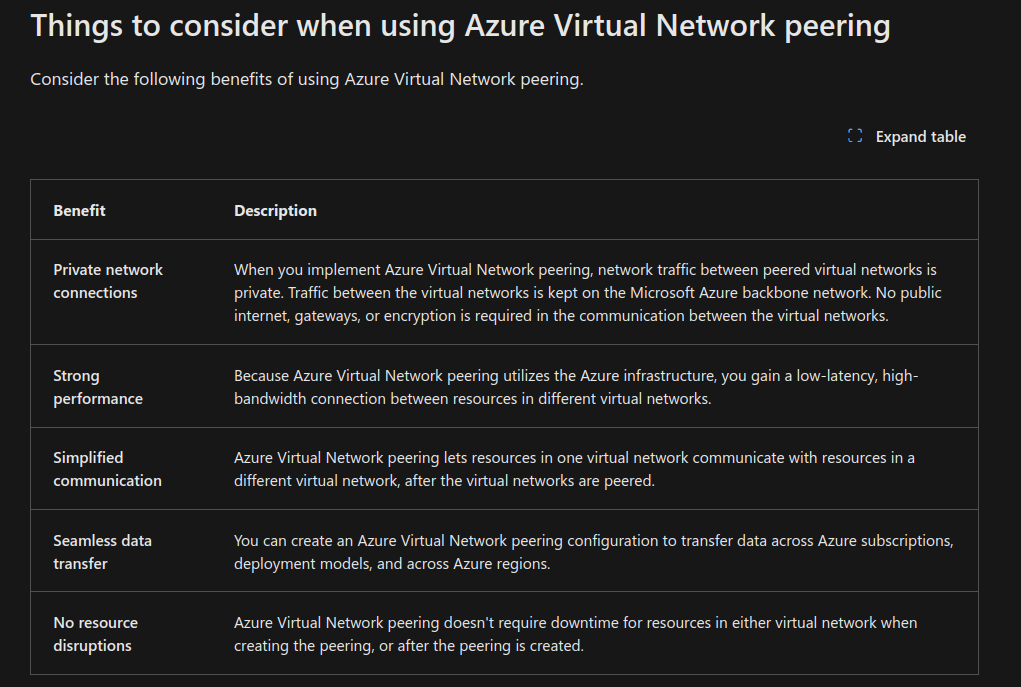 Things to consider when using Azure Virtual Network peering
Consider the following benefits of using Azure Virtual Network peering.
Expand table
Benefit
Description
Private network
connections
When you implement Azure Virtual Network peering, network traffic between peered virtual networks is
private. Traffic between the virtual networks is kept on the Microsoft Azure backbone network. No public
internet, gateways, or encryption is required in the communication between the virtual networks.
Strong
performance
Because Azure Virtual Network peering utilizes the Azure infrastructure, you gain a low-latency, high-
bandwidth connection between resources in different virtual networks.
Simplified
communication
Azure Virtual Network peering lets resources in one virtual network communicate with resources in a
different virtual network, after the virtual networks are peered.
Seamless data
transfer
You can create an Azure Virtual Network peering configuration to transfer data across Azure subscriptions,
deployment models, and across Azure regions.
No resource
disruptions
Azure Virtual Network peering doesn't require downtime for resources in either virtual network when
creating the peering, or after the peering is created.